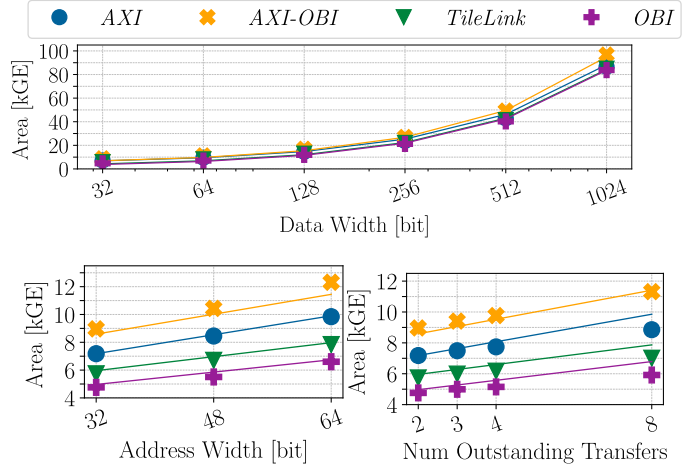 AXI AXI-OBI TileLink OBI
100
80
60
40
20
0
Area [kGE]
32 64 128 256 512 1024
Data Width [bit]
12
10
8
6
4
Area [kGE]
32 48 64
Address Width [bit]
12
10
8
6
4
Area [kGE]
2 3 4 8
Num Outstanding Transfers